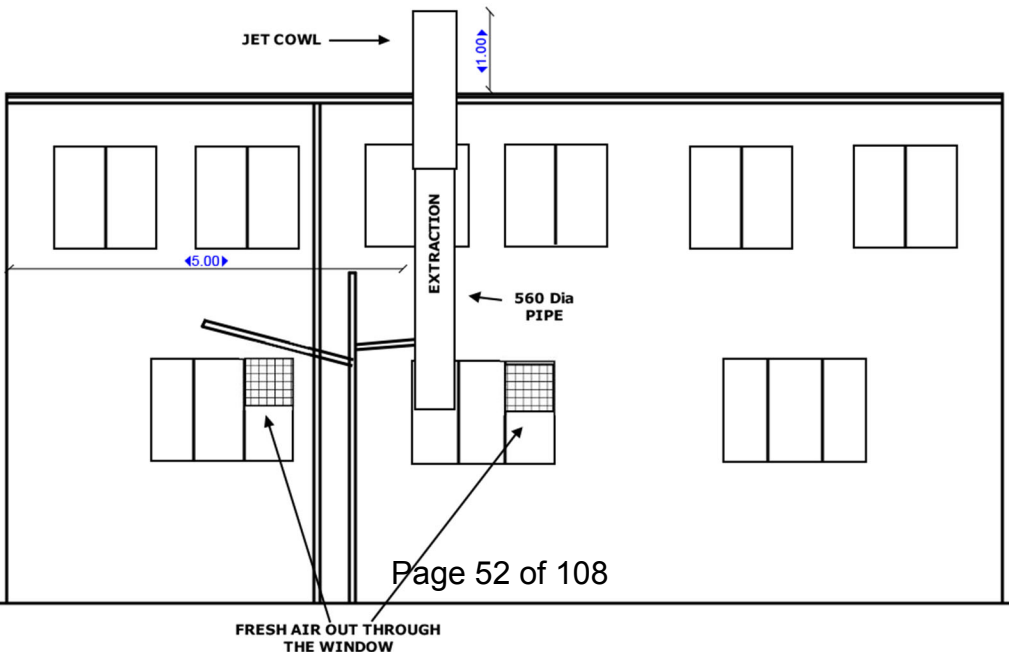 JET COWL
1.00
5.00
EXTRACTION
560 Dia
PIPE
Page 52 of 108
FRESH AIR OUT THROUGH
THE WINDOW